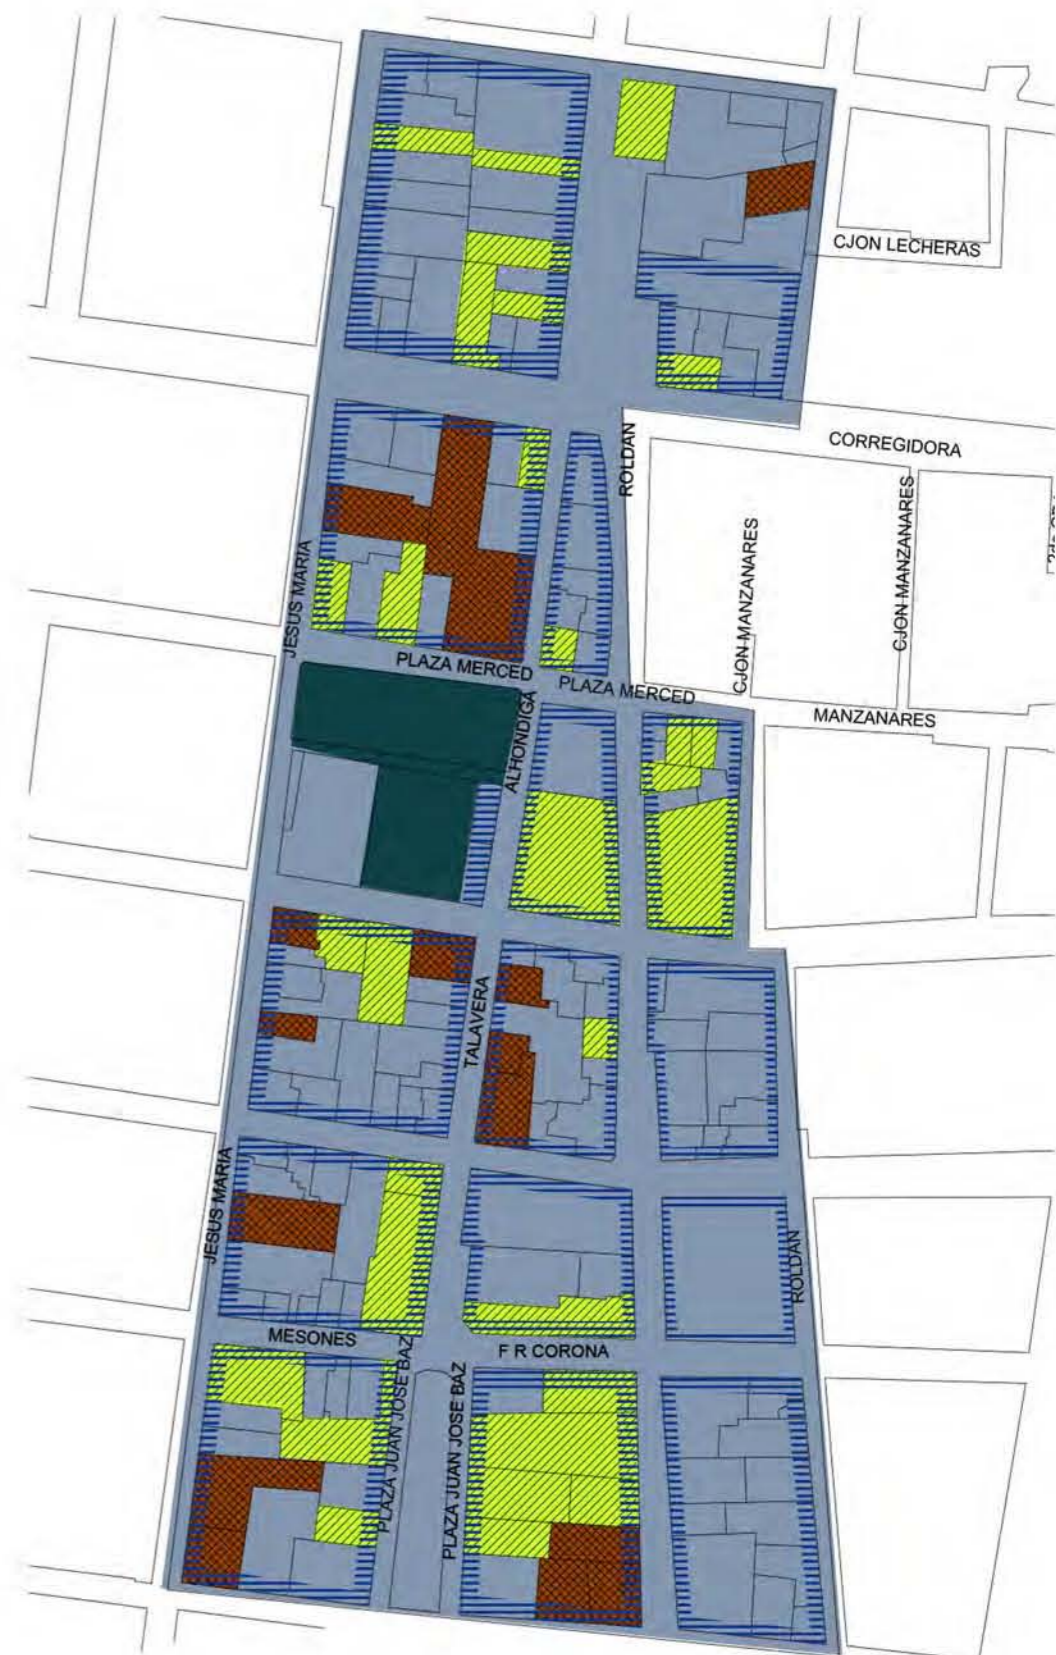 CJON LECHERAS
CORREGIDORA
ROLDAN
CJON MANZANARES
CJON MANZANARES
JESUS MARIA
PLAZA MERCED
PLAZA MERCED
MANZANARES
ALHONDIGA
TALAVERA
JESUS MARIA
ROLDAN
MESONES
F R CORONA
PLAZA JUAN JOSE BAZ
PLAZA JUAN JOSE BAZ